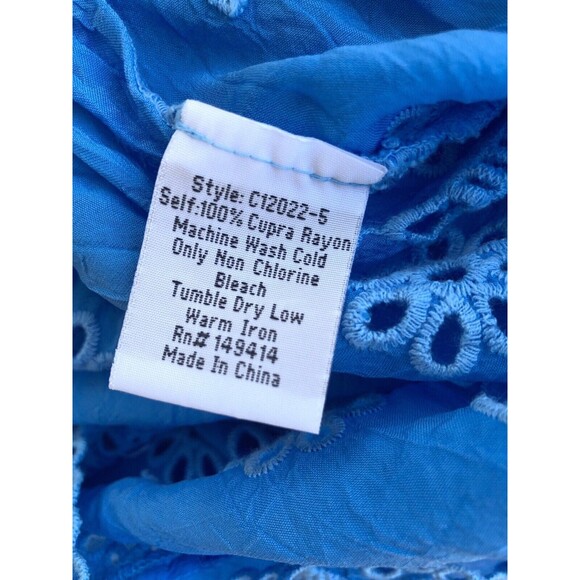 Style: C12022-5
Self:100% Cupra Rayon
Machine Wash Cold
Only Non Chlorine
Bleach
Tumble Dry Low
Warm Iron
Rn# 149414
Made In China